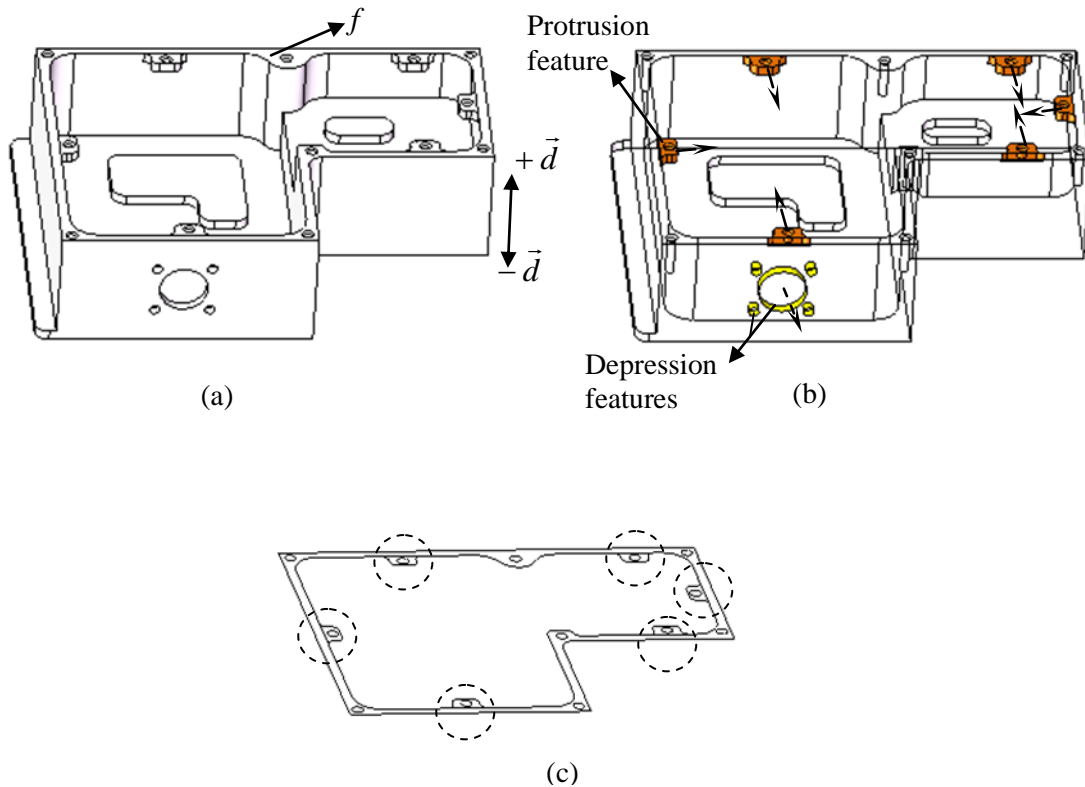 f
+ d⃗
− d⃗
(a)
Protrusion
feature
Depression
features
(b)
(c)